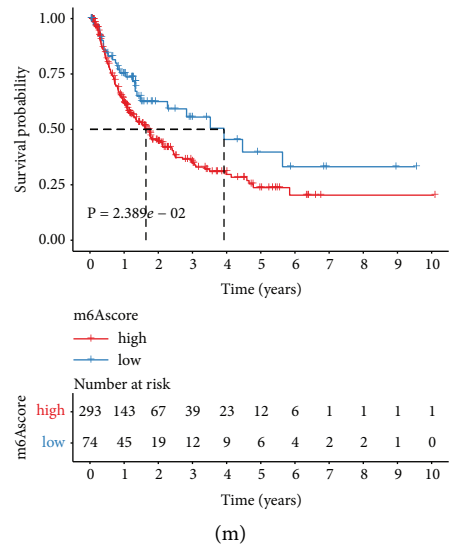 1.00
0.75
0.50
0.25
0.00
Survival probability
P = 2.389e − 02
0 1 2 3 4 5 6 7 8 9 10
Time (years)
m6Ascore
high
low
Number at risk
m6Ascore
high 293 143 67 39 23 12 6 1 1 1 1
low 74 45 19 12 9 6 4 2 2 1 0
0 1 2 3 4 5 6 7 8 9 10
Time (years)
(m)